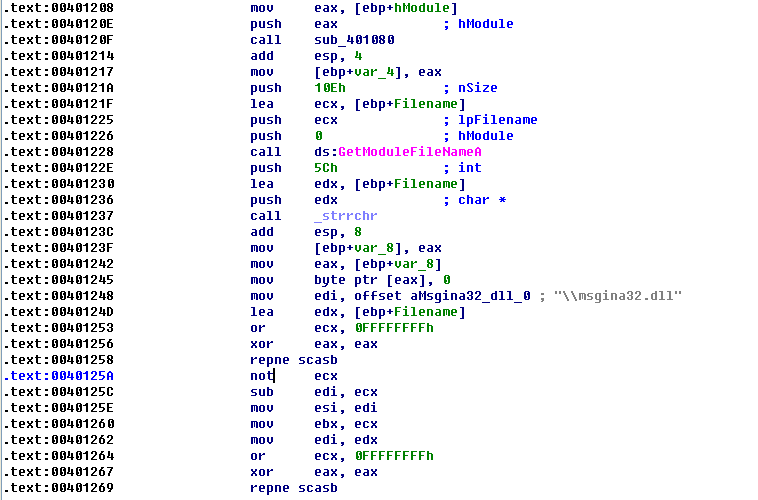 .text:00401208 mov eax, [ebp+hModule]
.text:0040120E push eax ; hModule
.text:0040120F call sub_401080
.text:00401214 add esp, 4
.text:00401217 mov [ebp+var_4], eax
.text:0040121A push 10Eh ; nSize
.text:0040121F lea ecx, [ebp+Filename]
.text:00401225 push ecx ; lpFilename
.text:00401226 push 0 ; hModule
.text:00401228 call ds:GetModuleFileNameA
.text:0040122E push 5Ch ; int
.text:00401230 lea edx, [ebp+Filename]
.text:00401236 push edx ; char *
.text:00401237 call _strrchr
.text:0040123C add esp, 8
.text:0040123F mov [ebp+var_8], eax
.text:00401242 mov eax, [ebp+var_8]
.text:00401245 mov byte ptr [eax], 0
.text:00401248 mov edi, offset aMsgina32_dll_0 ; "\\msgina32.dll"
.text:0040124D lea edx, [ebp+Filename]
.text:00401253 or ecx, 0FFFFFFFFh
.text:00401256 xor eax, eax
.text:00401258 repne scasb
.text:0040125A not ecx
.text:0040125C sub edi, ecx
.text:0040125E mov esi, edi
.text:00401260 mov ebx, ecx
.text:00401262 mov edi, edx
.text:00401264 or ecx, 0FFFFFFFFh
.text:00401267 xor eax, eax
.text:00401269 repne scasb